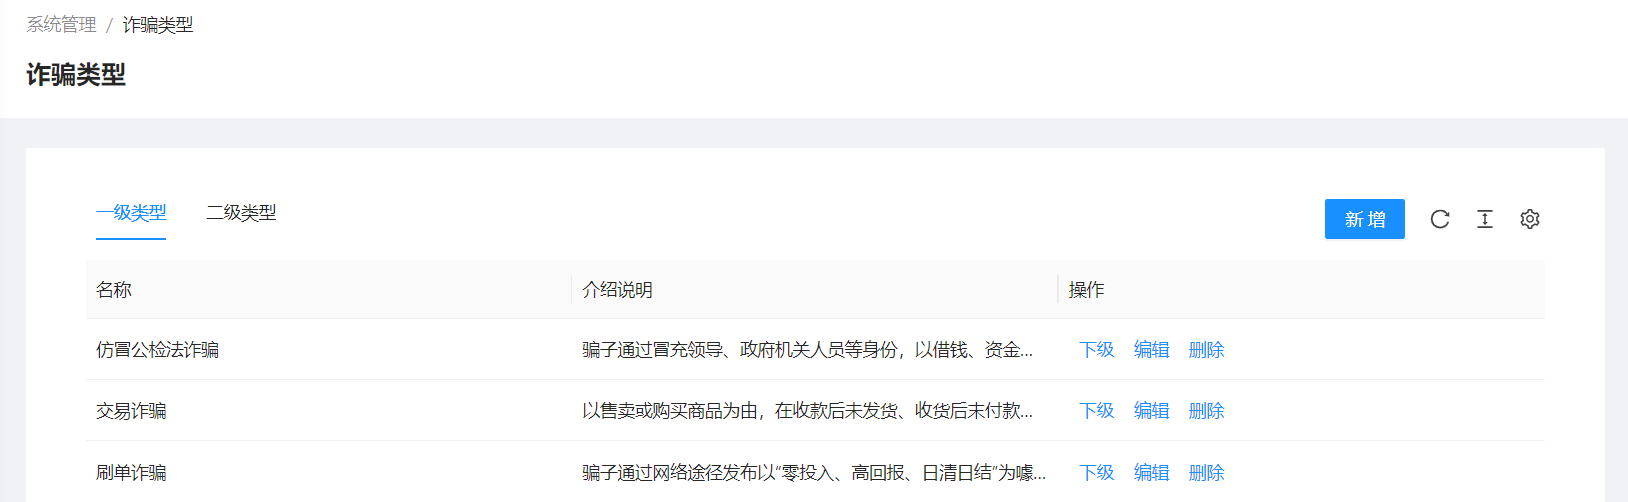 系统管理 / 诈骗类型
诈骗类型
一级类型 二级类型 新增
名称 介绍说明 操作
仿冒公检法诈骗 骗子通过冒充领导、政府机关人员等身份，以借钱、资金... 下级 编辑 删除
交易诈骗 以售卖或购买商品为由，在收款后未发货、收货后未付款... 下级 编辑 删除
刷单诈骗 骗子通过网络途径发布以“零投入、高回报、日清日结”为噱... 下级 编辑 删除